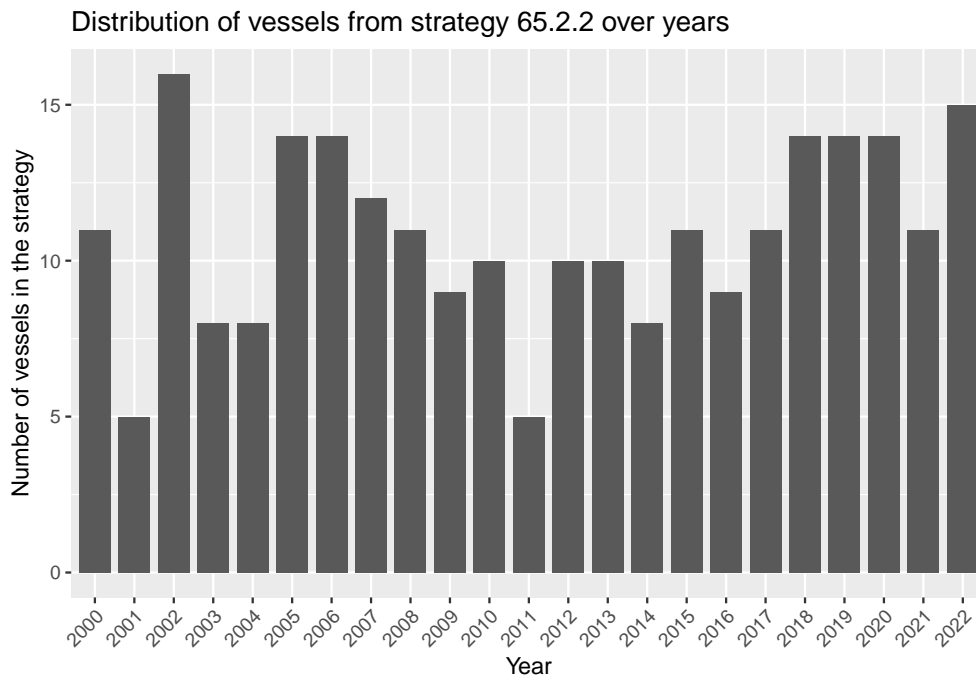 Distribution of vessels from strategy 65.2.2 over years
Number of vessels in the strategy
15
10
5
0
2000 2001 2002 2003 2004 2005 2006 2007 2008 2009 2010 2011 2012 2013 2014 2015 2016 2017 2018 2019 2020 2021 2022
Year